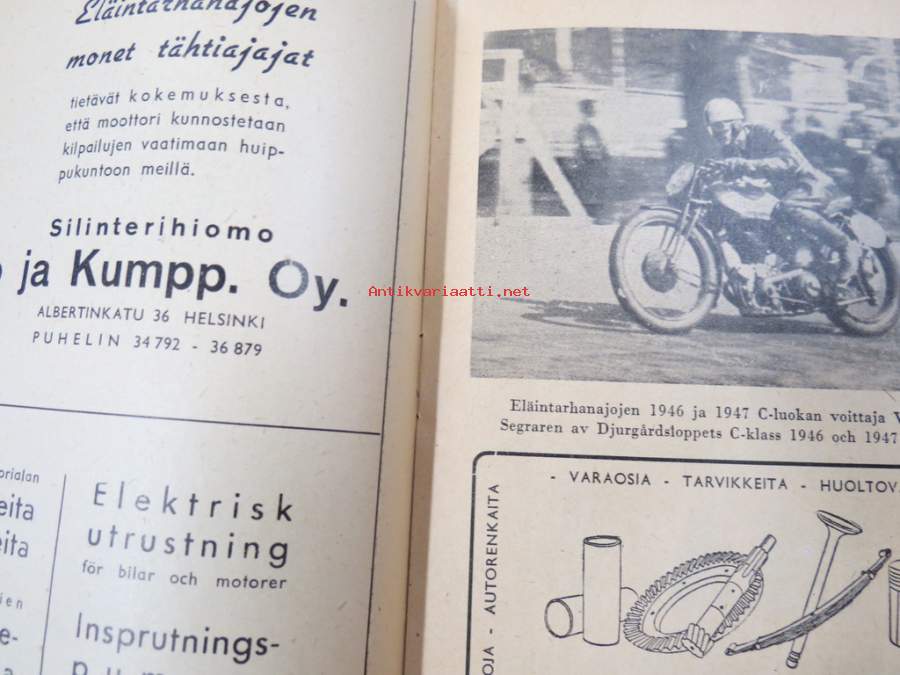 Eläintarhanajojen
monet tähtiajajat
tietävät kokemuksesta,
että moottori kunnostetaan
kilpailujen vaatimaan huip-
pukuntoon meillä.
Silinterihiomo
ja Kumpp. Oy.
ALBERTINKATU 36 HELSINKI
PUHELIN 34 792 - 36 879
Elektrisk
utrustning
för bilar och motorer
Insprutnings-
Antikvariaatti.net
Eläintarhanajojen 1946 ja 1947 C-luokan voittaja
Segraren av Djurgårdsloppets C-klass 1946 och 1947
- VARAOSIA - TARVIKKEITA - HUOLTOVA
OJA - AUTORENKAITA